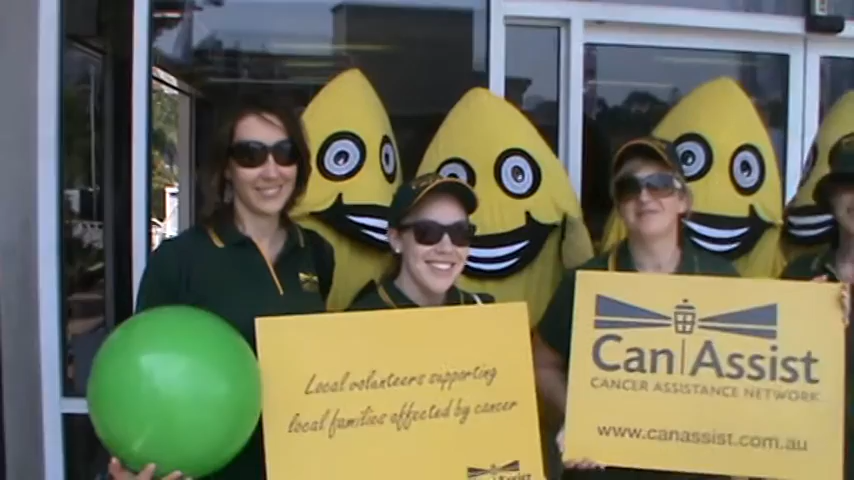 Local volunteers supporting
local families affected by cancer
Can Assist
CANCER ASSISTANCE NETWORK
www.canassist.com.au